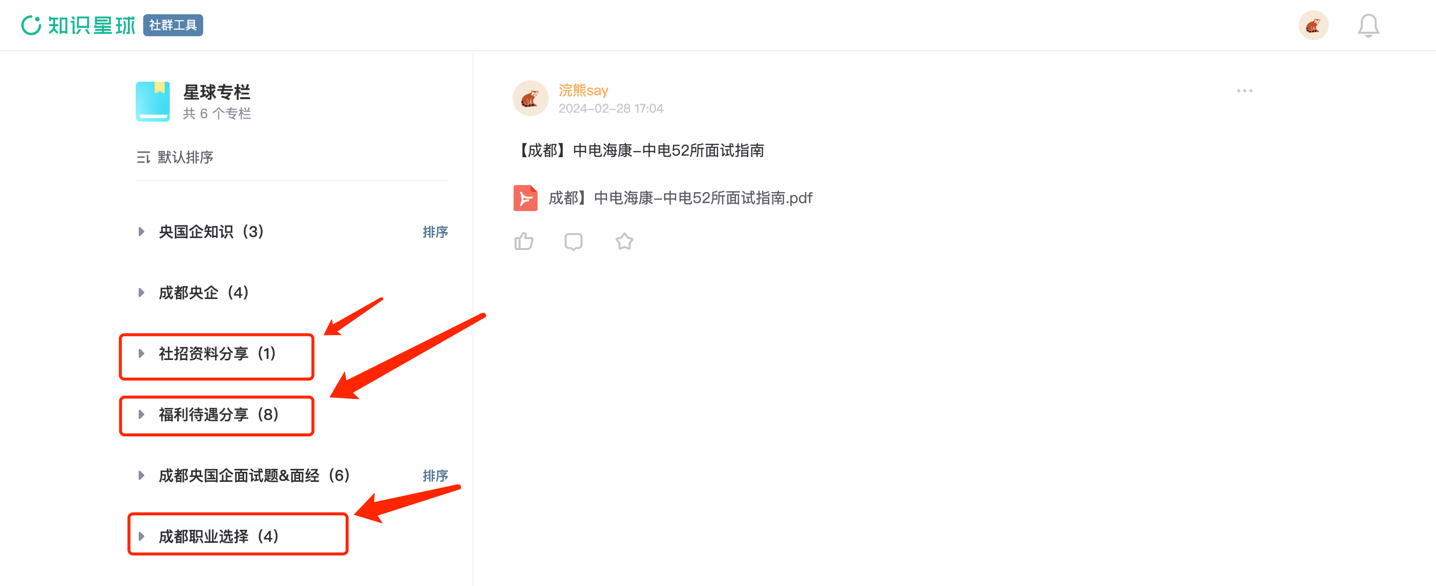 知识星球 社群工具
星球专栏
共 6 个专栏
默认排序
央国企知识（3） 排序
成都央企（4）
社招资料分享（1）
福利待遇分享（8）
成都央国企面试题&面经（6） 排序
成都职业选择（4）
浣熊say
2024-02-28 17:04
【成都】中电海康-中电52所面试指南
成都】中电海康-中电52所面试指南.pdf